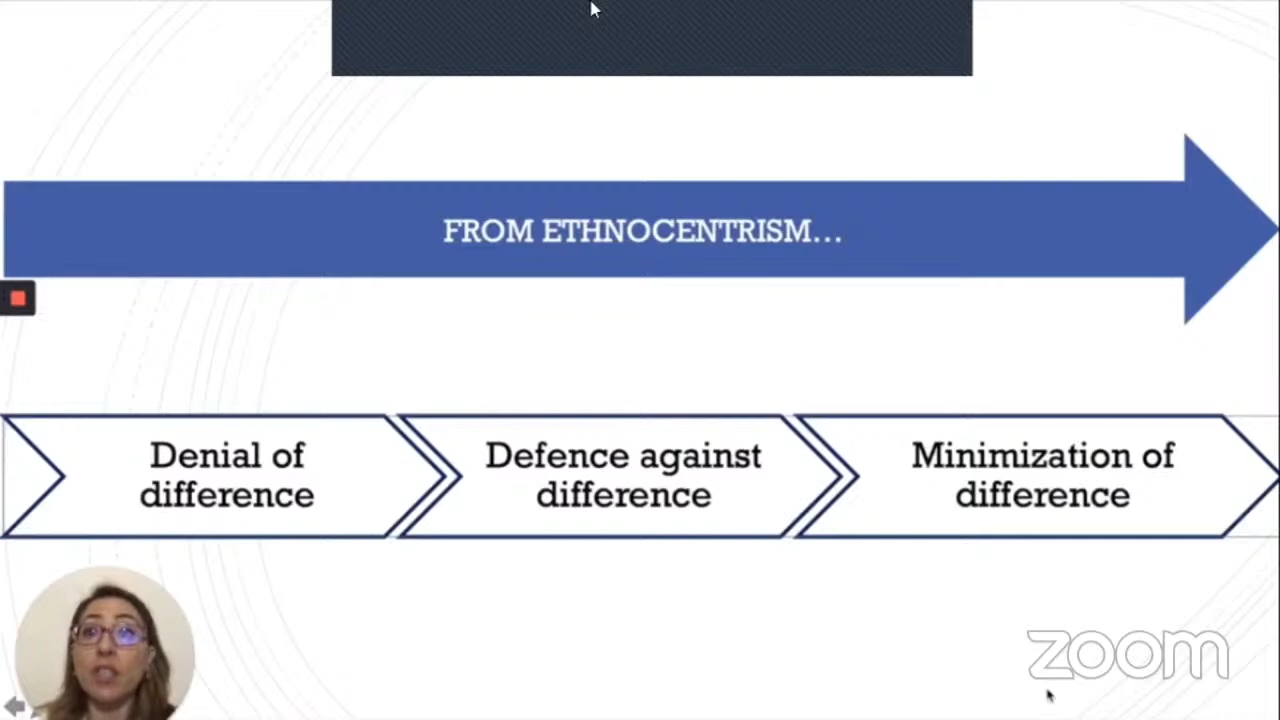 FROM ETHNOCENTRISM...
Denial of
difference
Defence against
difference
Minimization of
difference
zoom